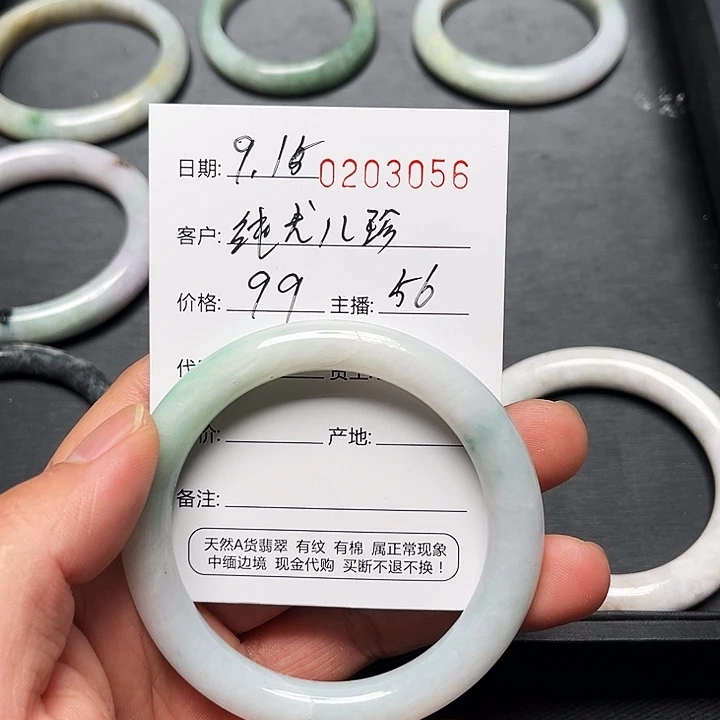 日期: 9.15 0203056
客户: 纯尤儿珍
价格: 99 主播: 56
价: 产地:
备注:
天然A货翡翠 有纹 有棉 属正常现象
中缅边境 现金代购 买断不退不换！